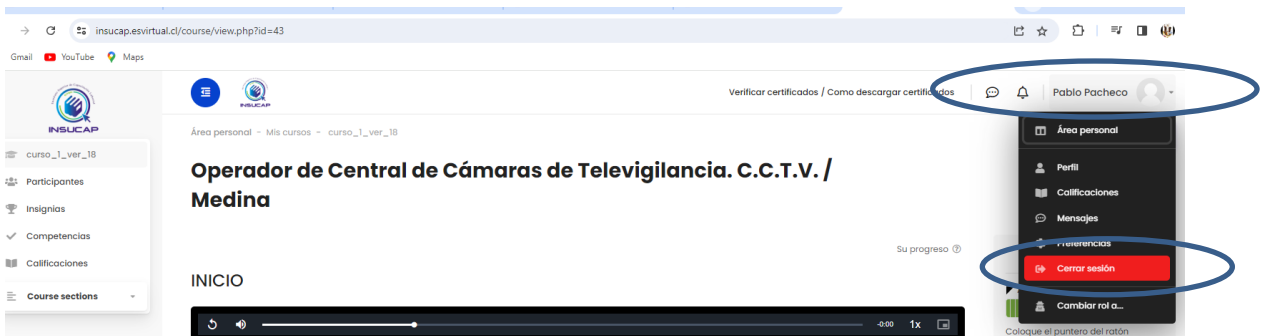 insucap.esvirtual.cl/course/view.php?id=43
Gmail YouTube Maps
INSUCAP
curso_1_ver_18
Participantes
Insignias
Competencias
Calificaciones
Course sections
INSUCAP
Verificar certificados / Como descargar certificados
Pablo Pacheco
Área personal - Mis cursos - curso_1_ver_18
Operador de Central de Cámaras de Televigilancia. C.C.T.V. /
Medina
Su progreso
INICIO
-0:00 1x
Área personal
Perfil
Calificaciones
Mensajes
Preferencias
Cerrar sesión
Cambiar rol a...
Coloque el puntero del ratón